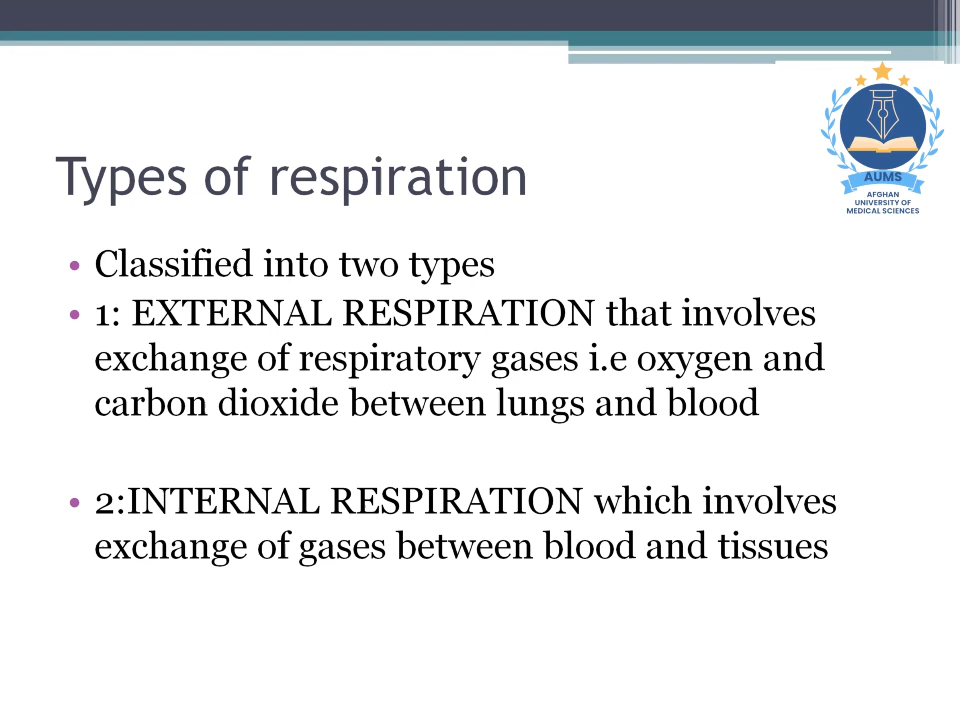 AUMS
AFGHAN
UNIVERSITY OF
MEDICAL SCIENCES
Types of respiration
• Classified into two types
• 1: EXTERNAL RESPIRATION that involves
exchange of respiratory gases i.e oxygen and
carbon dioxide between lungs and blood
• 2:INTERNAL RESPIRATION which involves
exchange of gases between blood and tissues